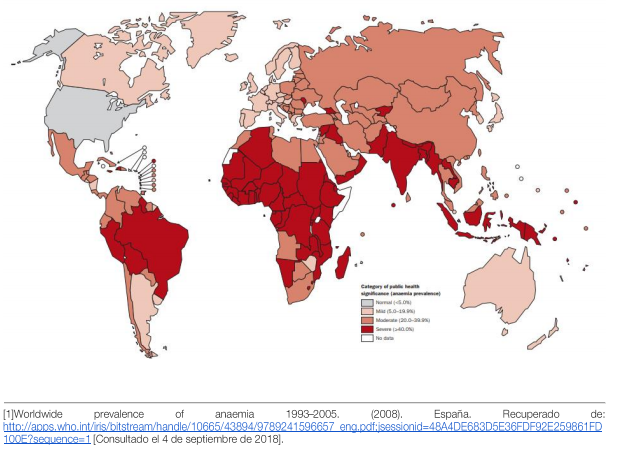 Category of public health
significance (anaemia prevalence)
Normal (<5.0%)
Mild (5.0–19.9%)
Moderate (20.0–39.9%)
Severe (≥40.0%)
No data
[1]Worldwide prevalence of anaemia 1993-2005. (2008). España. Recuperado de:
http://apps.who.int/iris/bitstream/handle/10665/43894/9789241596657_eng.pdf;jsessionid=48A4DE683D5E36FDF92E259861FD
100E?sequence=1 [Consultado el 4 de septiembre de 2018].